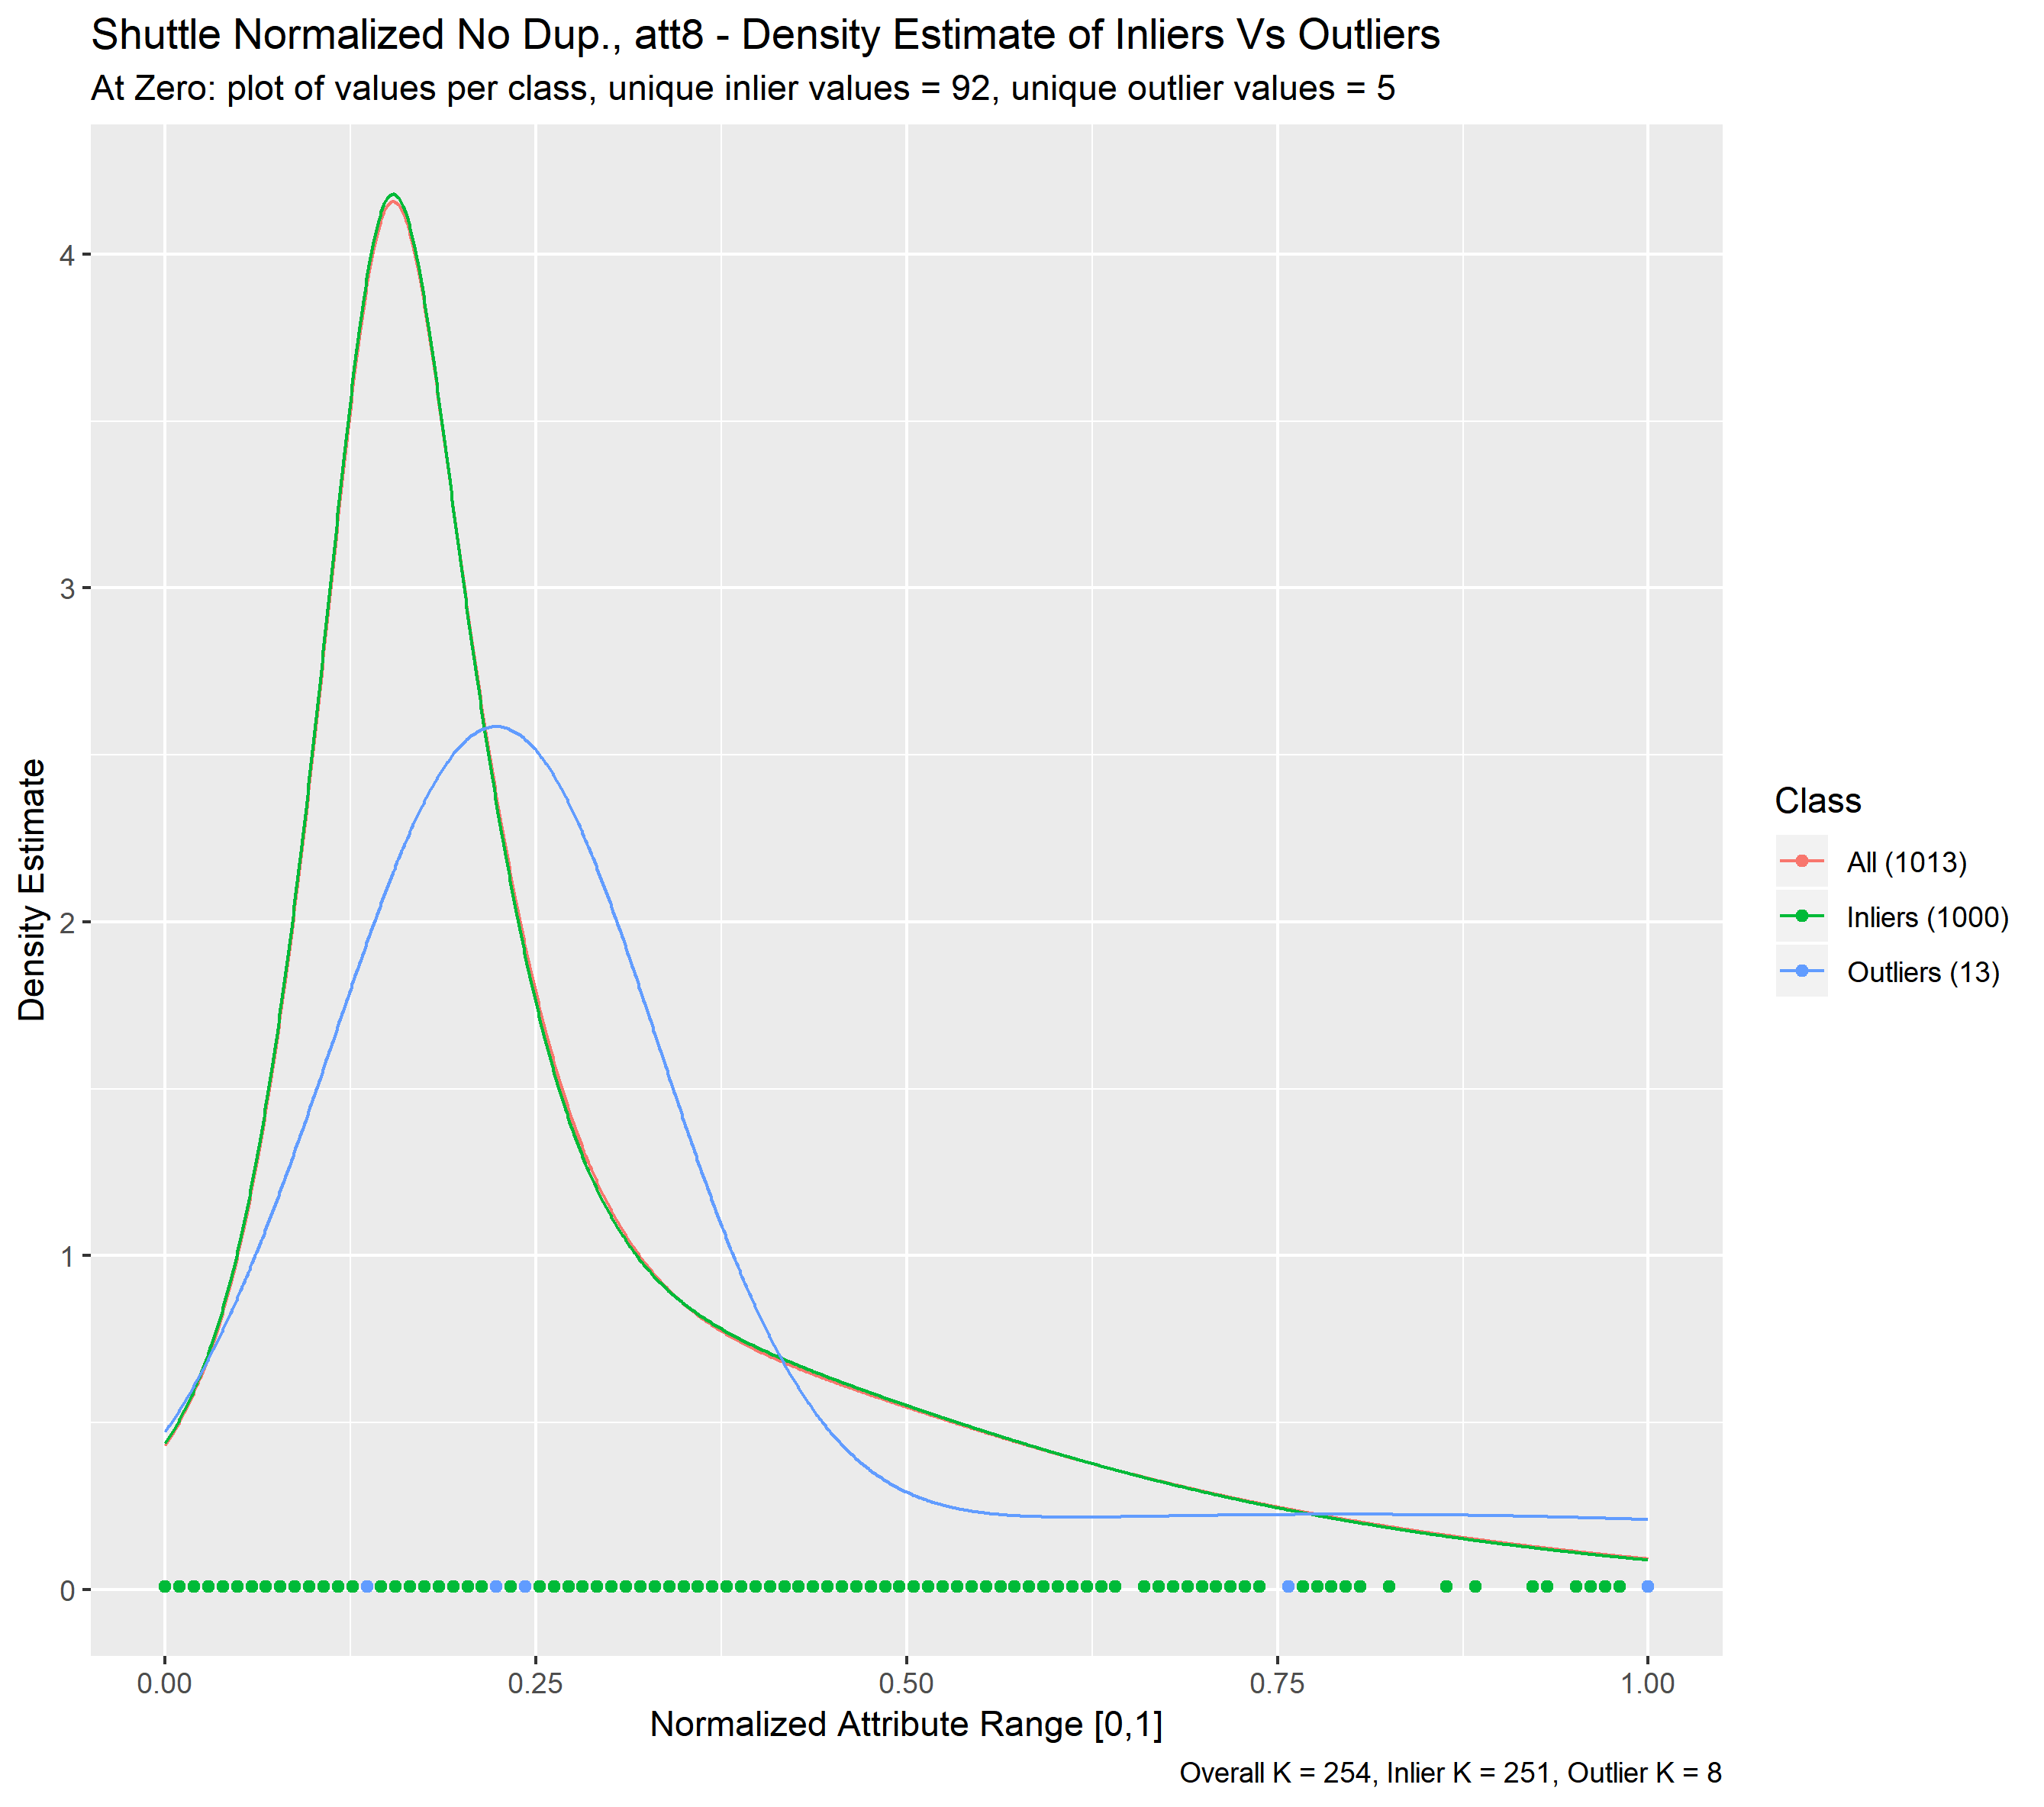 Shuttle Normalized No Dup., att8 - Density Estimate of Inliers Vs Outliers
At Zero: plot of values per class, unique inlier values = 92, unique outlier values = 5
4
3
2
1
0
Density Estimate
0.00 0.25 0.50 0.75 1.00
Normalized Attribute Range [0,1]
Overall K = 254, Inlier K = 251, Outlier K = 8
Class
All (1013)
Inliers (1000)
Outliers (13)